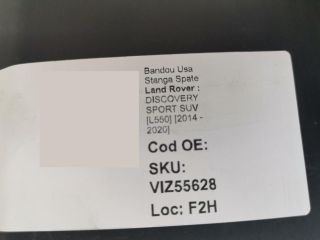 Bandou Usa
Stanga Spate
Land Rover :
DISCOVERY
SPORT SUV
[L550] [2014 -
2020]
Cod OE:
SKU:
VIZ55628
Loc: F2H